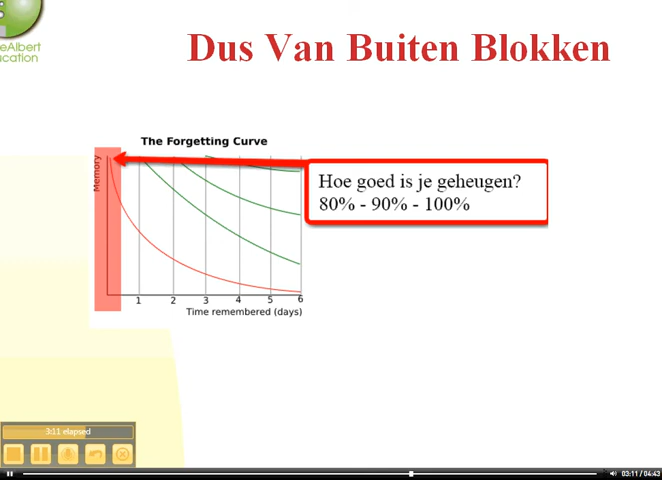 eAlbert
ucation
Dus Van Buiten Blokken
The Forgetting Curve
Memory
Hoe goed is je geheugen?
80% - 90% - 100%
1 2 3 4 5 6
Time remembered (days)
3:11 elapsed
03:11 / 04:43